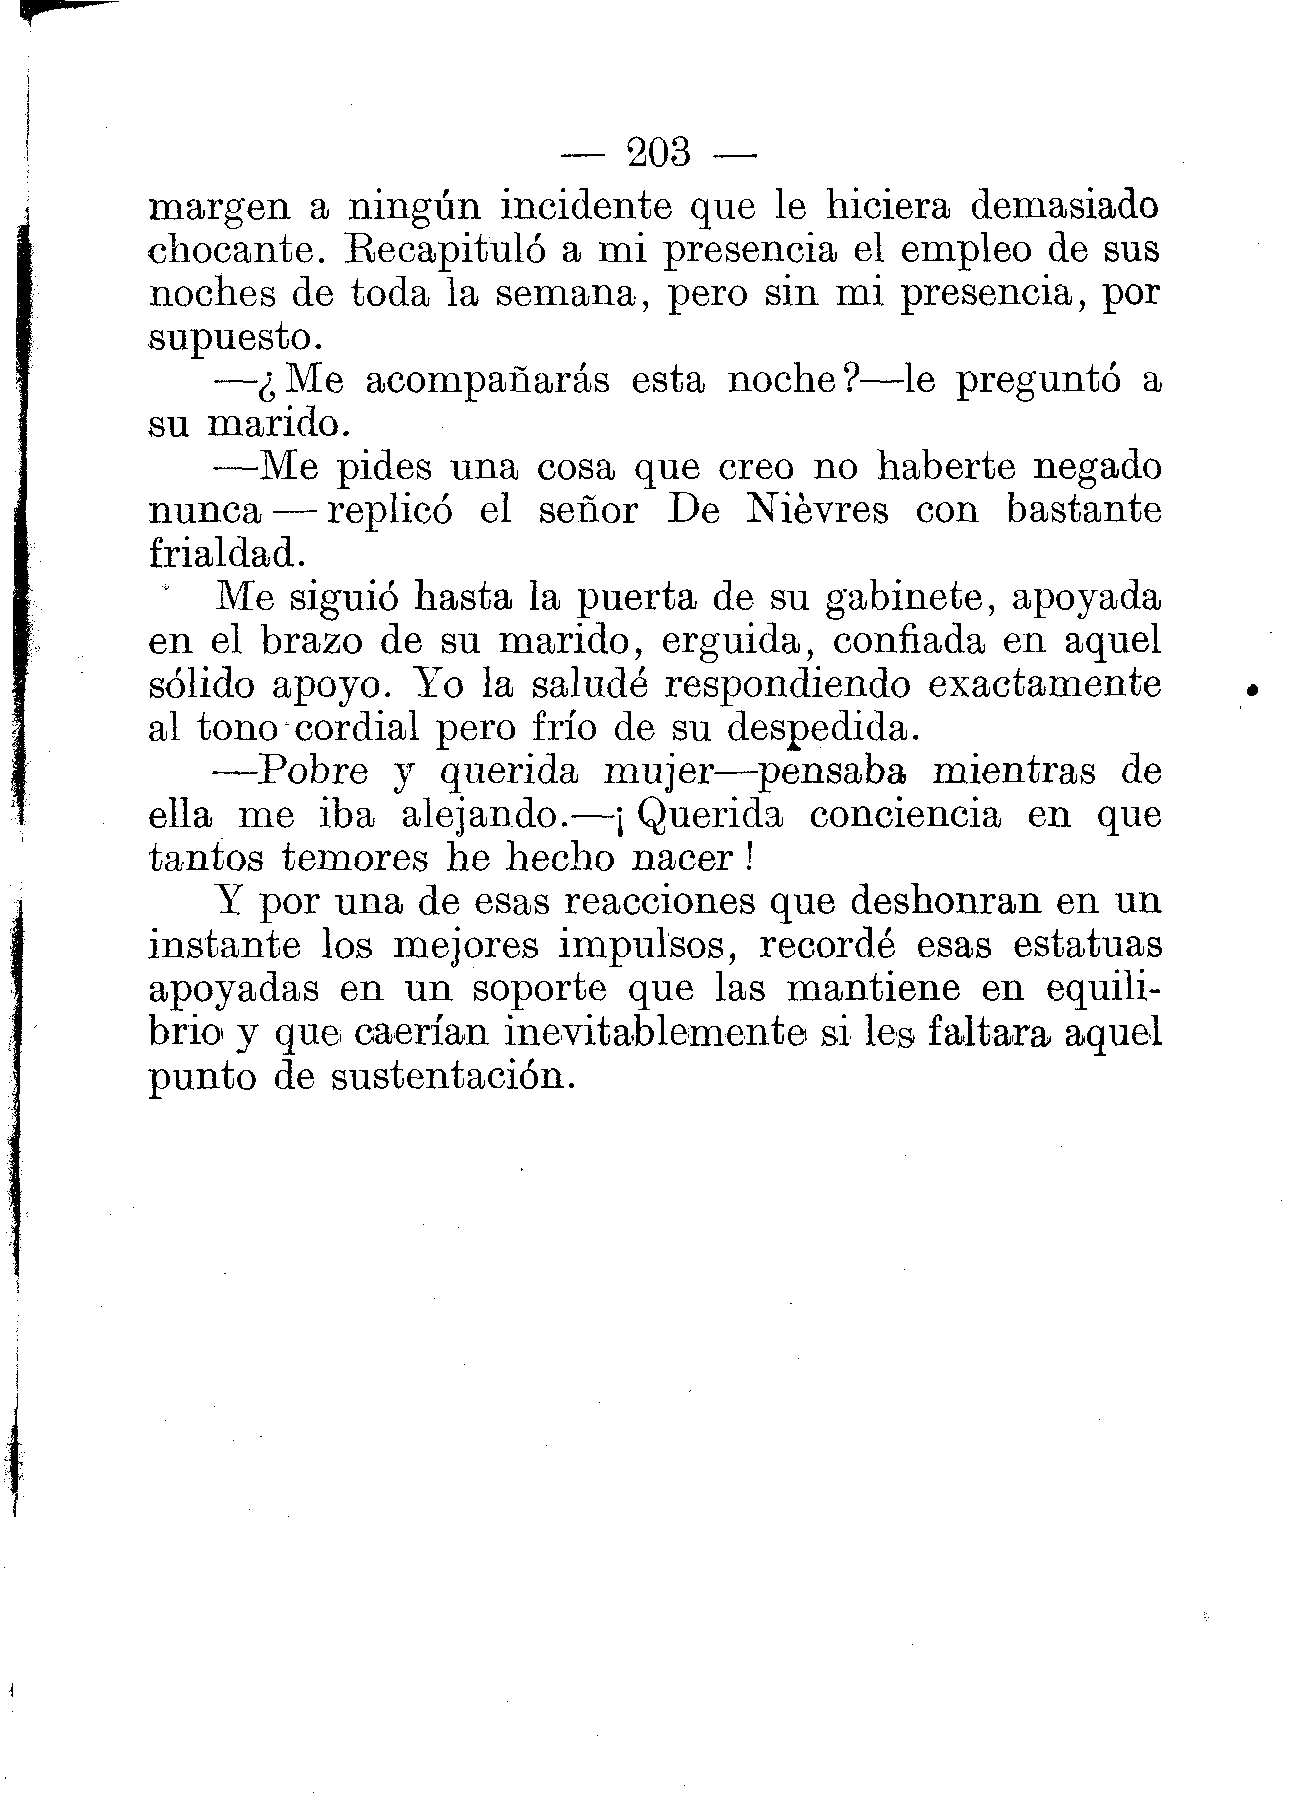 — 203 —
margen a ningún incidente que le hiciera demasiado
chocante. Recapituló a mi presencia el empleo de sus
noches de toda la semana, pero sin mi presencia, por
supuesto.
—¿Me acompañarás esta noche?—le preguntó a
su marido.
—Me pides una cosa que creo no haberte negado
nunca — replicó el señor De Nièvres con bastante
frialdad.
Me siguió hasta la puerta de su gabinete, apoyada
en el brazo de su marido, erguida, confiada en aquel
sólido apoyo. Yo la saludé respondiendo exactamente
al tono cordial pero frío de su despedida.
—Pobre y querida mujer—pensaba mientras de
ella me iba alejando.—¡Querida conciencia en que
tantos temores he hecho nacer!
Y por una de esas reacciones que deshonran en un
instante los mejores impulsos, recordé esas estatuas
apoyadas en un soporte que las mantiene en equili-
brio y que caerían inevitablemente si les faltara aquel
punto de sustentación.